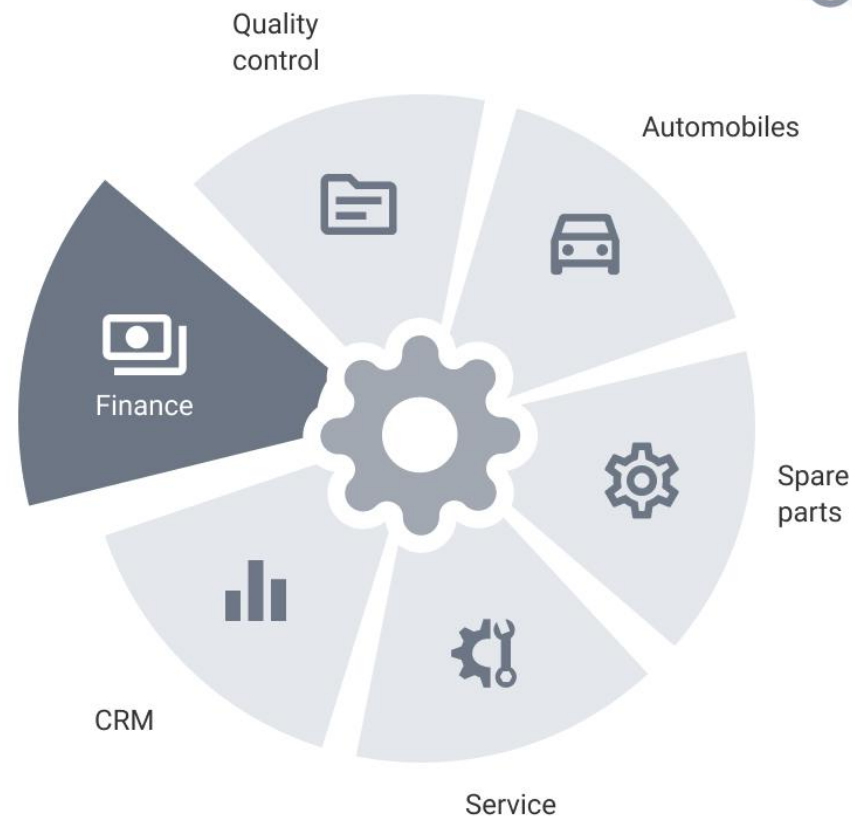 Quality
control
Automobiles
Finance
Spare
parts
CRM
Service